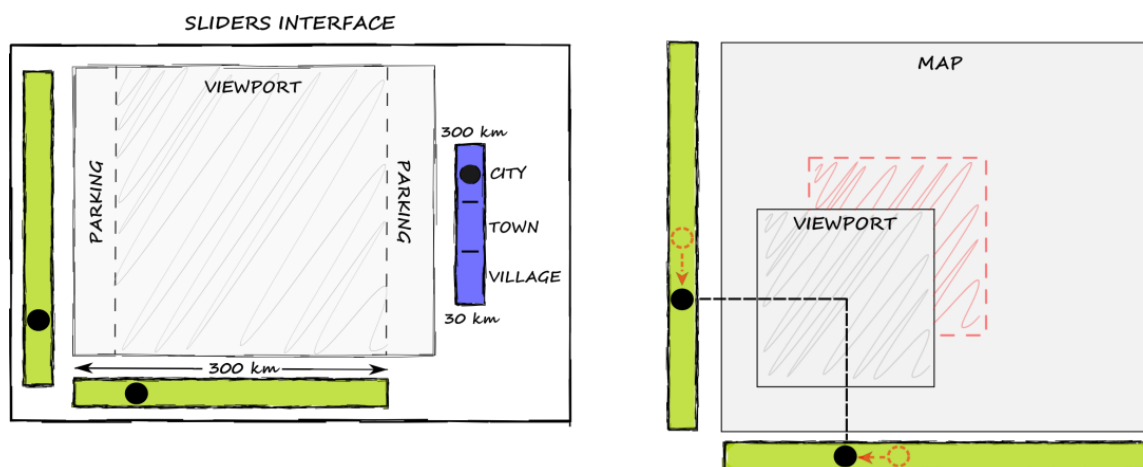 SLIDERS INTERFACE
VIEWPORT
PARKING
PARKING
300 km
CITY
TOWN
VILLAGE
30 km
300 km
MAP
VIEWPORT